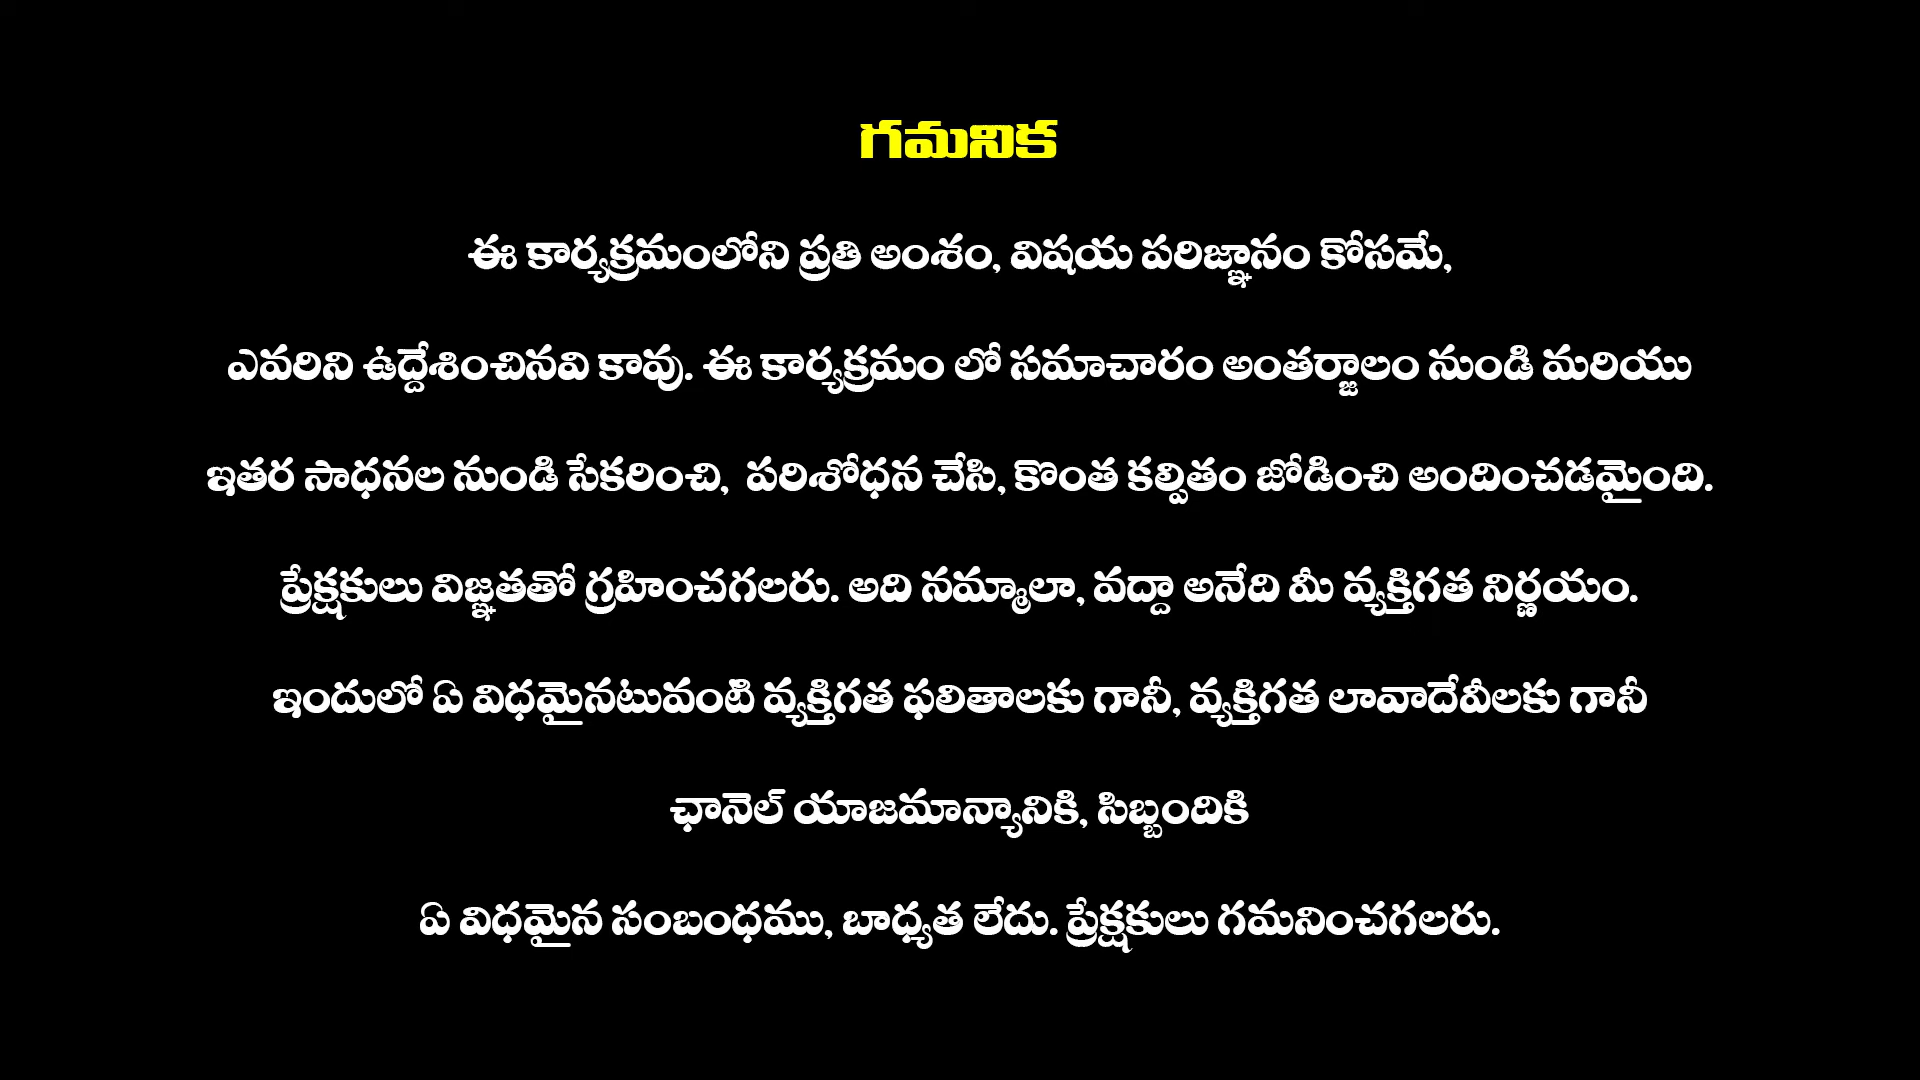 గమనిక
ఈ కార్యక్రమంలోని ప్రతి అంశం, విషయ పరిజ్ఞానం కోసమే,
ఎవరిని ఉద్దేశించినవి కావు. ఈ కార్యక్రమం లో సమాచారం అంతర్జాలం నుండి మరియు
ఇతర సాధనల నుండి సేకరించి, పరిశోధన చేసి, కొంత కల్పితం జోడించి అందించడమైంది.
ప్రేక్షకులు విజ్ఞతతో గ్రహించగలరు. అది నమ్మాలా, వద్దా అనేది మీ వ్యక్తిగత నిర్ణయం.
ఇందులో ఏ విధమైనటువంటి వ్యక్తిగత ఫలితాలకు గానీ, వ్యక్తిగత లావాదేవీలకు గానీ
ఛానెల్ యాజమాన్యానికి, సిబ్బందికి
ఏ విధమైన సంబంధము, బాధ్యత లేదు. ప్రేక్షకులు గమనించగలరు.